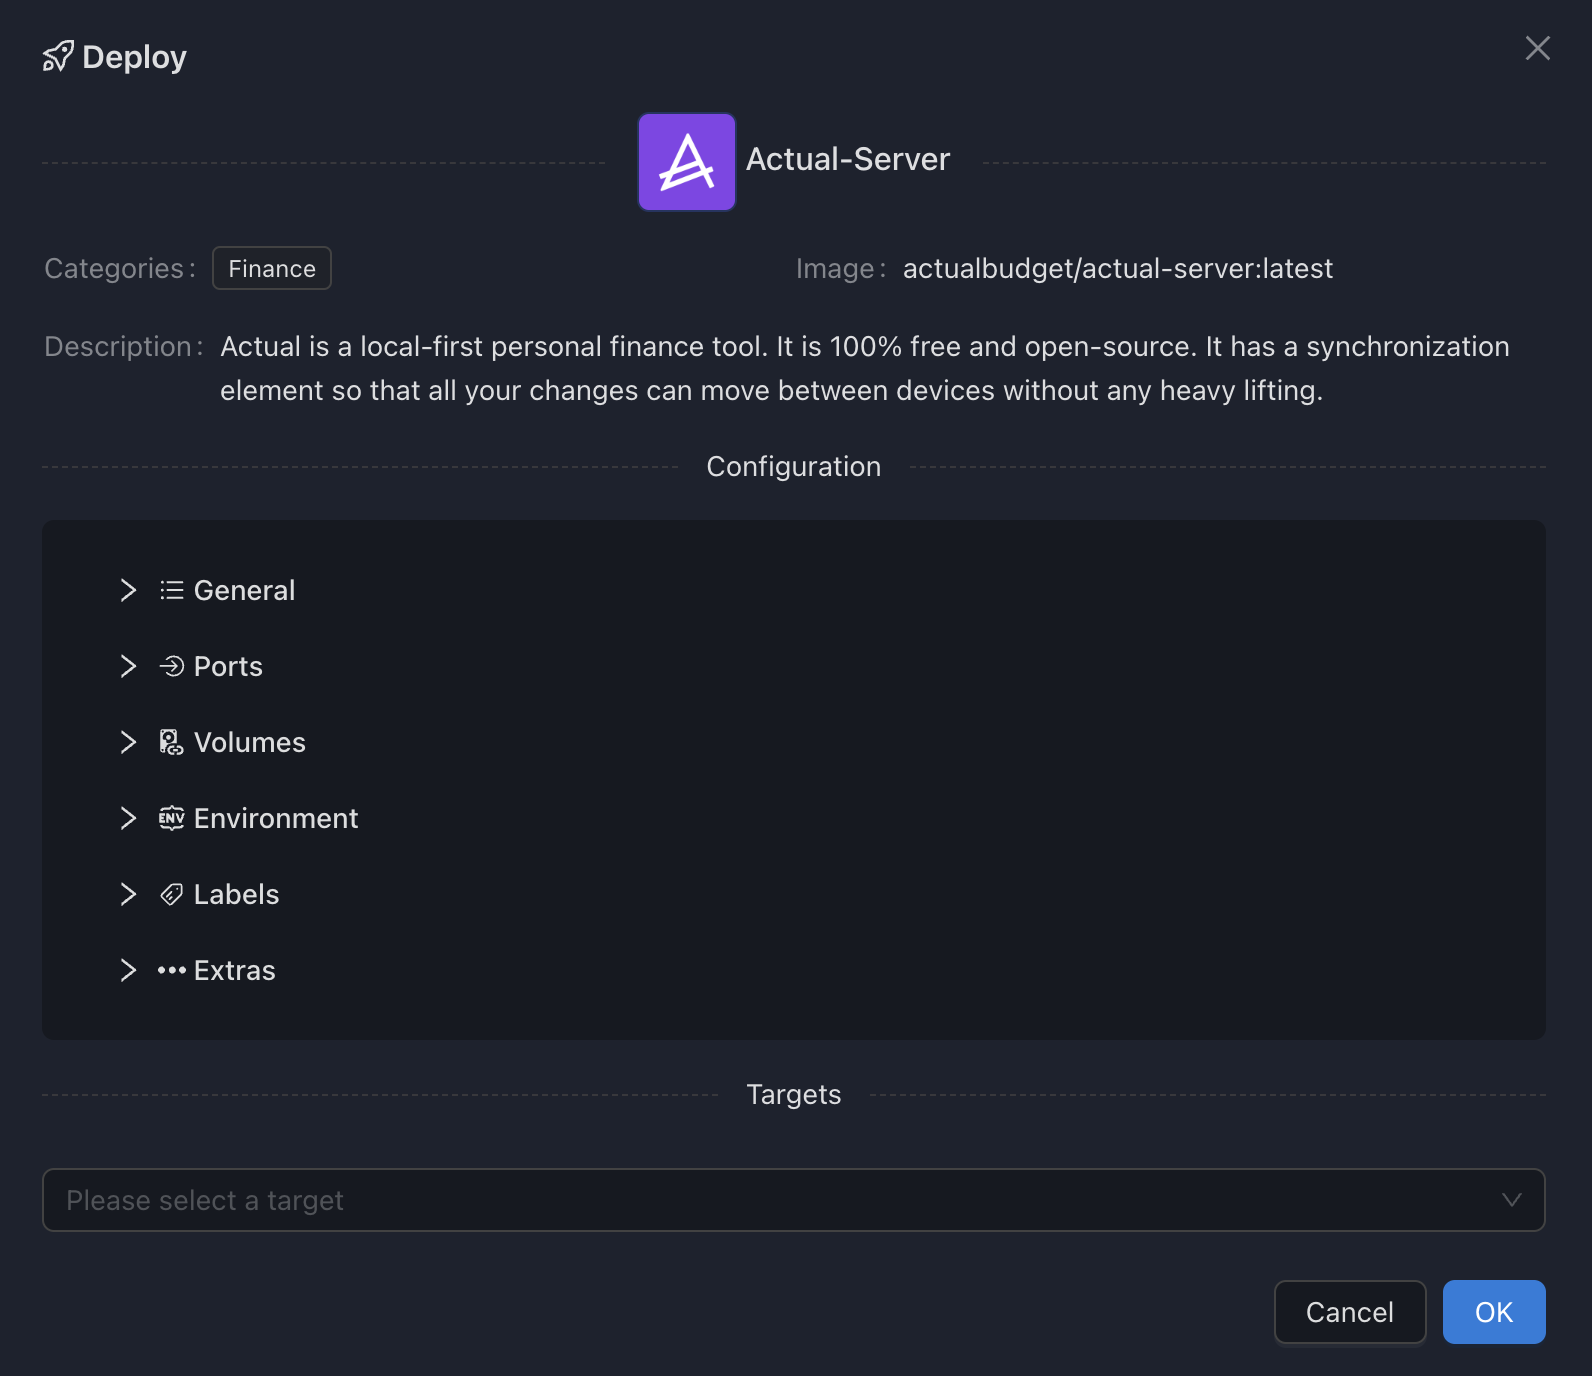 Deploy
Actual-Server
Categories: Finance
Image: actualbudget/actual-server:latest
Description: Actual is a local-first personal finance tool. It is 100% free and open-source. It has a synchronization
element so that all your changes can move between devices without any heavy lifting.
Configuration
General
Ports
Volumes
ENV Environment
Labels
Extras
Targets
Please select a target
Cancel
OK